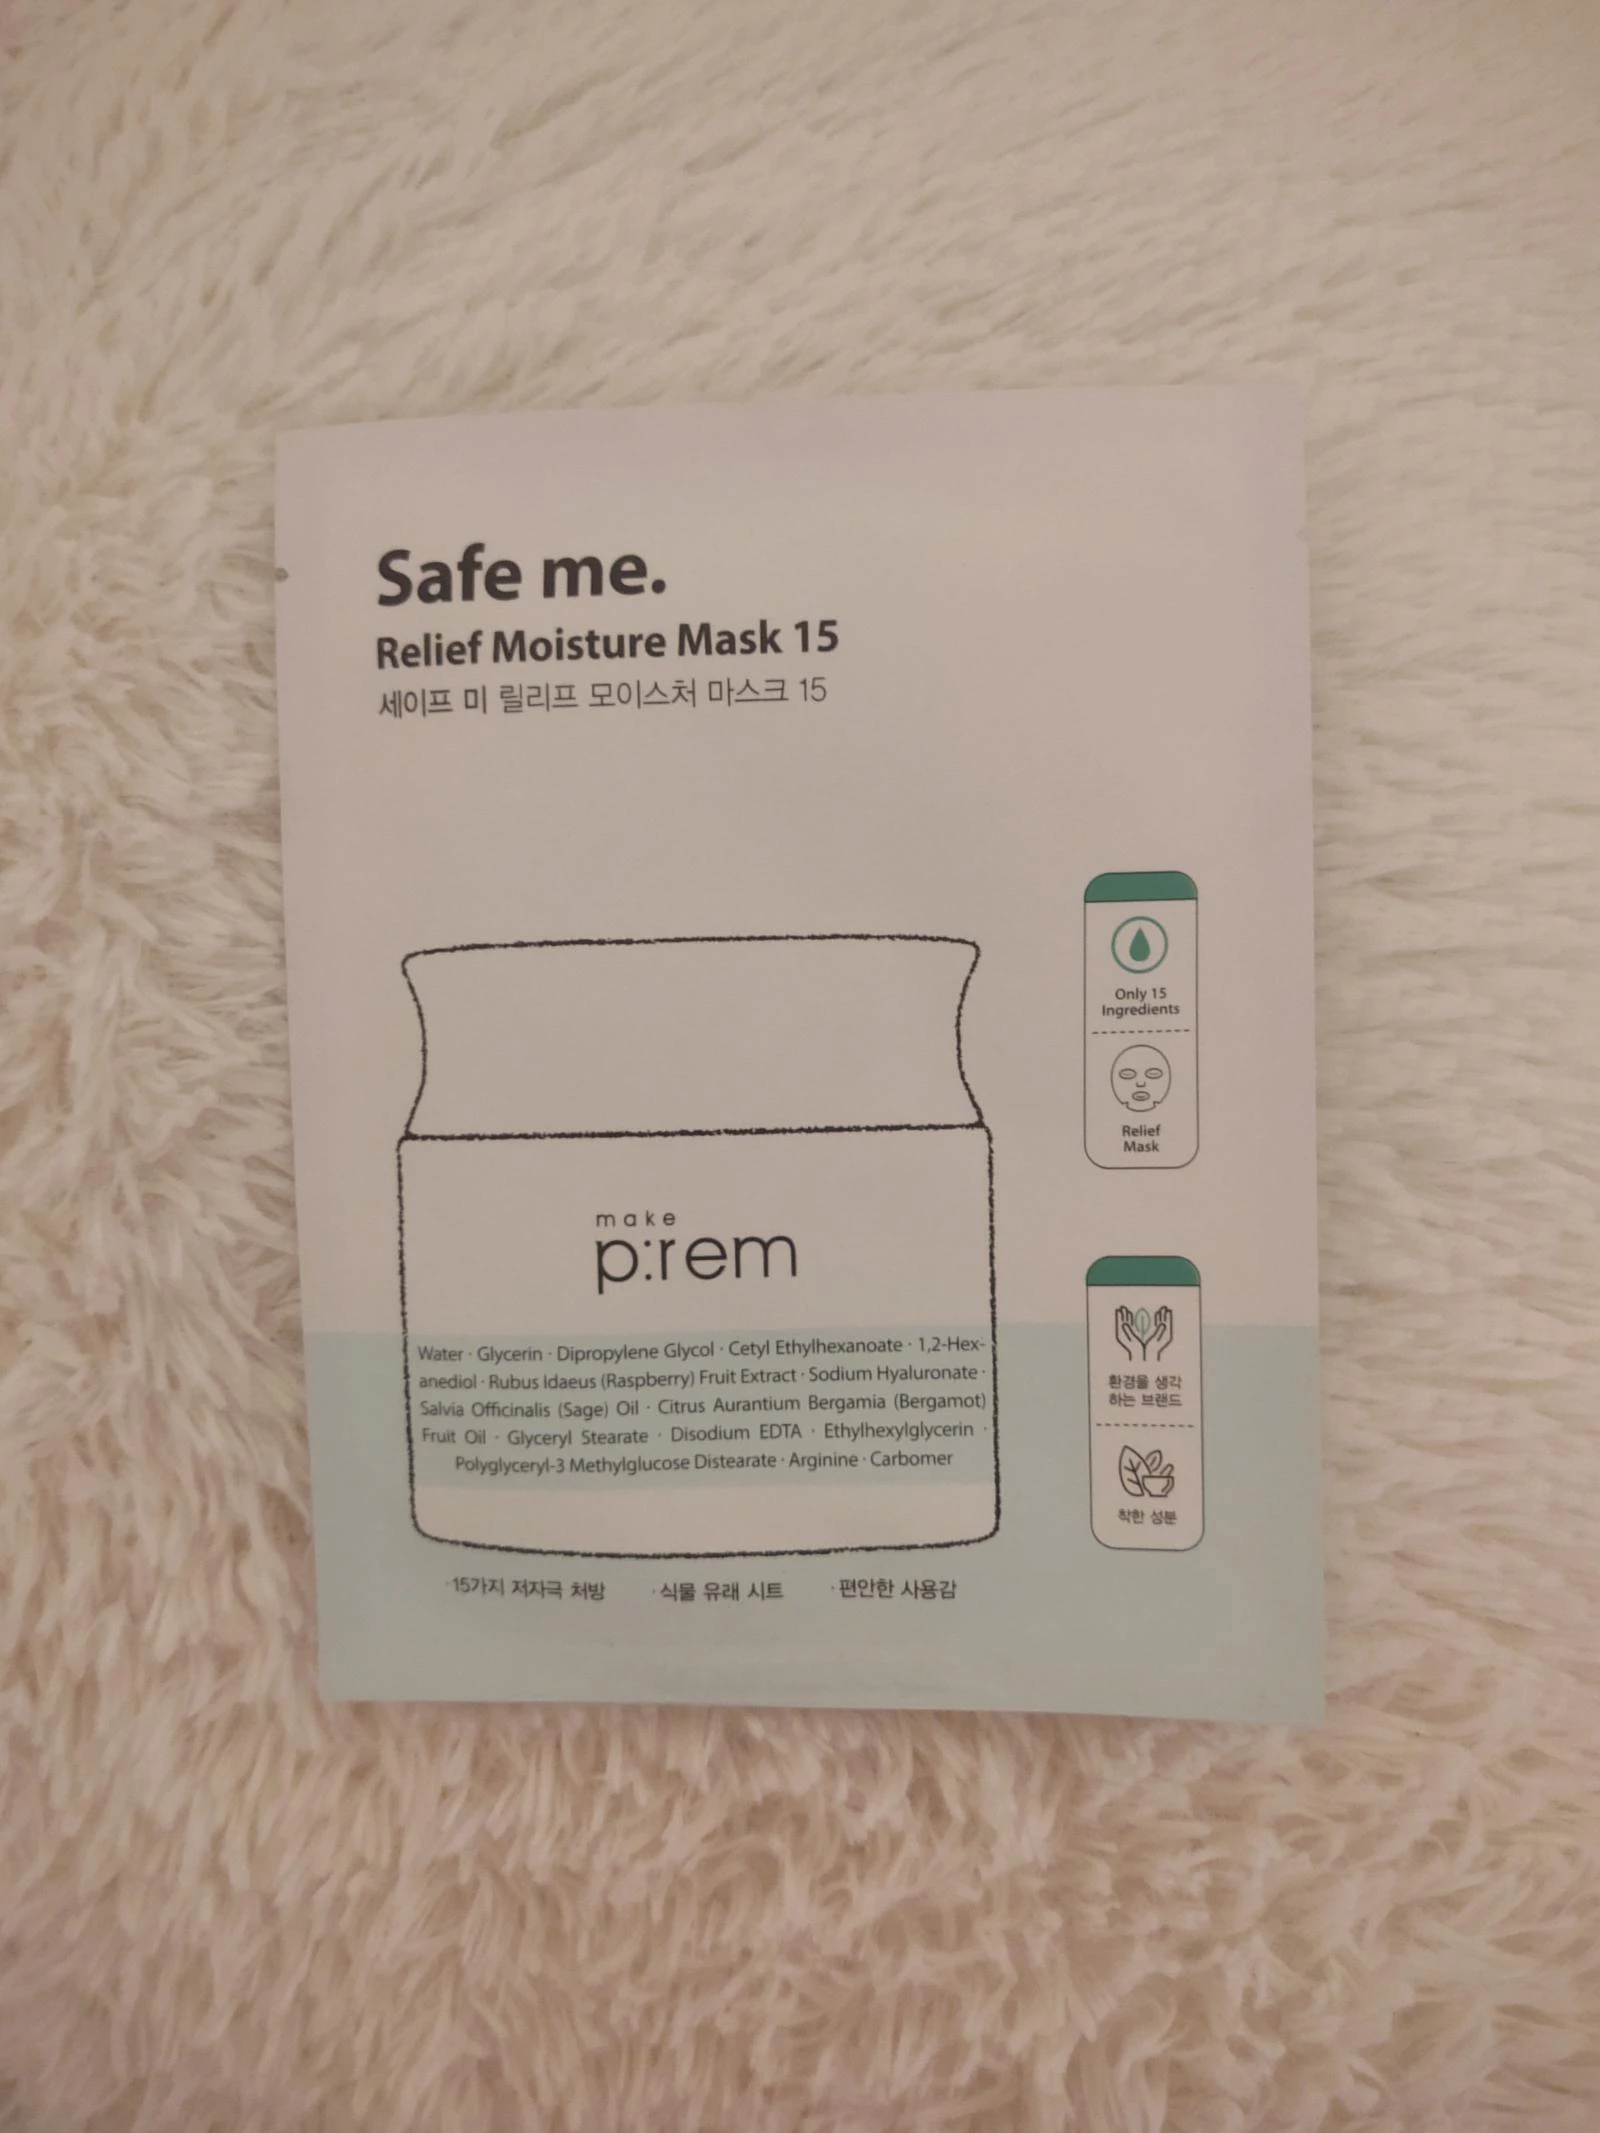 Safe me.
Relief Moisture Mask 15
세이프 미 릴리프 모이스처 마스크 15
Only 15
Ingredients
Relief
Mask
make
p:rem
Water · Glycerin · Dipropylene Glycol · Cetyl Ethylhexanoate · 1,2-Hex-
anediol · Rubus Idaeus (Raspberry) Fruit Extract · Sodium Hyaluronate ·
Salvia Officinalis (Sage) Oil · Citrus Aurantium Bergamia (Bergamot)
Fruit Oil · Glyceryl Stearate · Disodium EDTA · Ethylhexylglycerin ·
Polyglyceryl-3 Methylglucose Distearate · Arginine · Carbomer
환경을 생각
하는 브랜드
착한 성분
·15가지 저자극 처방 ·식물 유래 시트 ·편안한 사용감